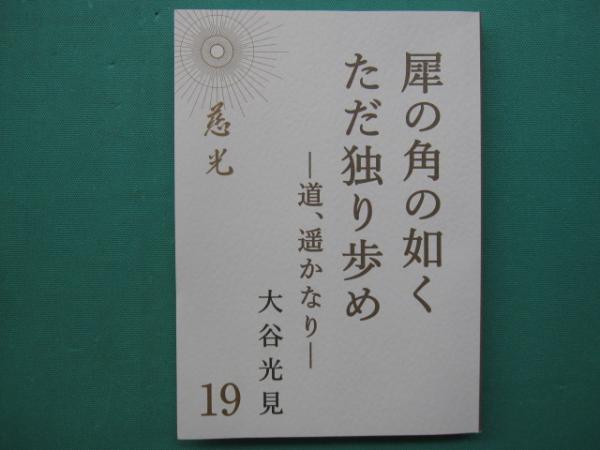 犀の角の如く
ただ独り歩め
―道、遥かなり―
大谷光見
慈光
19